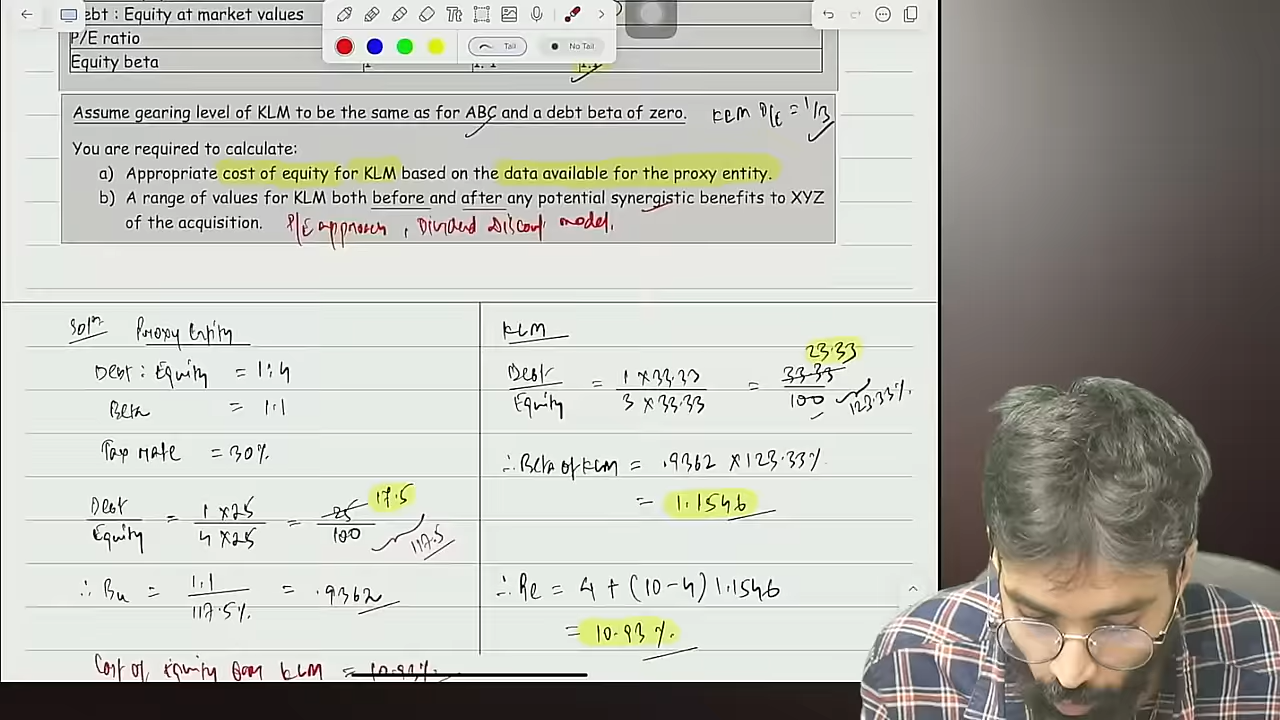 ebt : Equity at market values
P/E ratio
Equity beta 1 1.1
Tail
No Tail
Assume gearing level of KLM to be the same as for ABC and a debt beta of zero. KLM D/E = 1/3
You are required to calculate:
a) Appropriate cost of equity for KLM based on the data available for the proxy entity.
b) A range of values for KLM both before and after any potential synergistic benefits to XYZ
of the acquisition. P/E approach, Dividend Discount model.
Soln Proxy Entity
Debt : Equity = 1:4
Beta = 1.1
Tax rate = 30%
Debt/Equity = 1 x 25 / 4 x 25 = 25 / 100 17.5
117.5
∴ Bu = 1.1 / 117.5% = .9362
Cost of Equity for KLM = 10.93%
KLM
Debt/Equity = 1 x 33.33 / 3 x 33.33 = 33.33 / 100 23.33
123.33%
∴ Beta of KLM = .9362 x 123.33%
= 1.1546
∴ Re = 4 + (10-4) 1.1546
= 10.93%